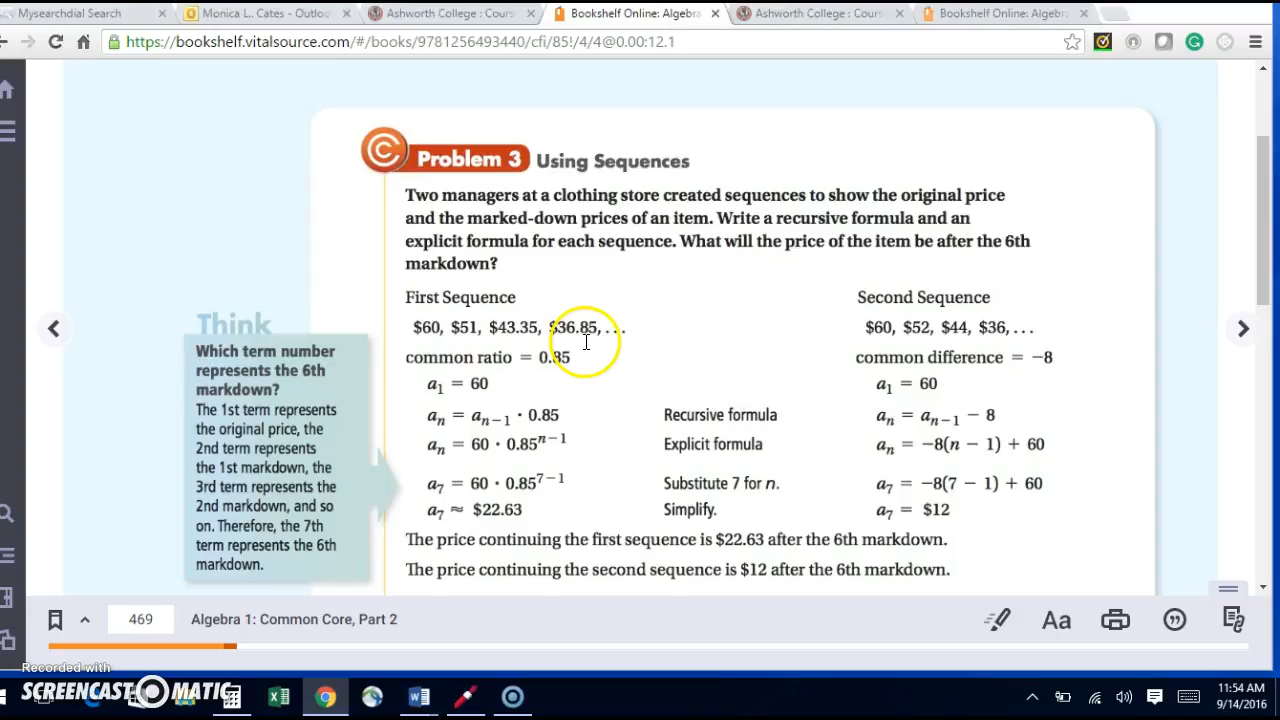 Mysearchdial Search
Monica L. Cates - Outloo
Ashworth College : Cours
Bookshelf Online: Algebra
Ashworth College : Cours
Bookshelf Online: Algebra
https://bookshelf.vitalsource.com/#/books/9781256493440/cfi/85!/4/4@0.00:12.1
Problem 3 Using Sequences
Two managers at a clothing store created sequences to show the original price
and the marked-down prices of an item. Write a recursive formula and an
explicit formula for each sequence. What will the price of the item be after the 6th
markdown?
First Sequence Second Sequence
$60, $51, $43.35, $36.85, . . . $60, $52, $44, $36, . . .
common ratio = 0.85 common difference = −8
a₁ = 60 a₁ = 60
aₙ = aₙ₋₁ · 0.85 Recursive formula aₙ = aₙ₋₁ − 8
aₙ = 60 · 0.85ⁿ⁻¹ Explicit formula aₙ = −8(n − 1) + 60
a₇ = 60 · 0.85⁷⁻¹ Substitute 7 for n. a₇ = −8(7 − 1) + 60
a₇ ≈ $22.63 Simplify. a₇ = $12
The price continuing the first sequence is $22.63 after the 6th markdown.
The price continuing the second sequence is $12 after the 6th markdown.
Think
Which term number
represents the 6th
markdown?
The 1st term represents
the original price, the
2nd term represents
the 1st markdown, the
3rd term represents the
2nd markdown, and so
on. Therefore, the 7th
term represents the 6th
markdown.
469 Algebra 1: Common Core, Part 2
Aa
Recorded with
SCREENCAST-O-MATIC
11:54 AM
9/14/2016